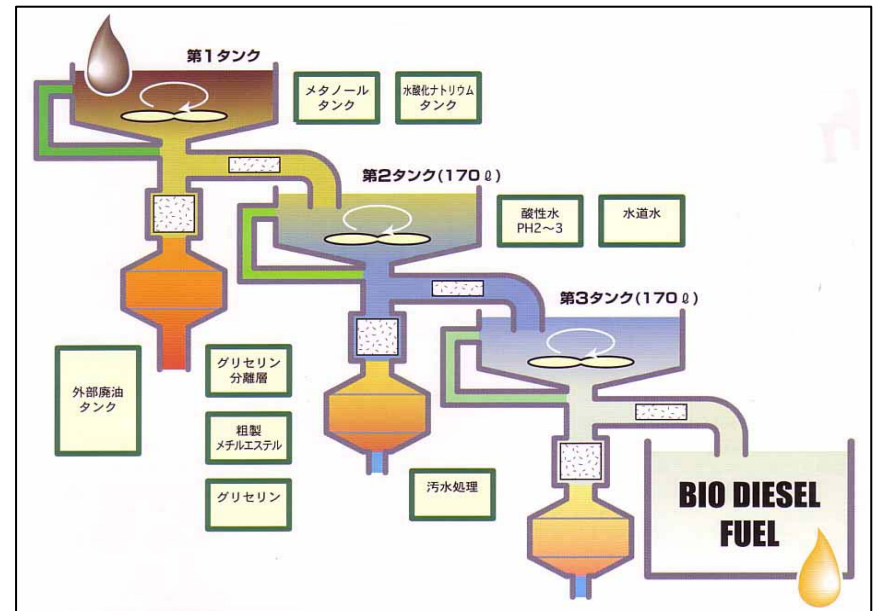 第1タンク
メタノール
タンク
水酸化ナトリウム
タンク
第2タンク(170ℓ)
酸性水
PH2～3
水道水
第3タンク(170ℓ)
外部廃油
タンク
グリセリン
分離層
粗製
メチルエステル
グリセリン
汚水処理
BIO DIESEL
FUEL